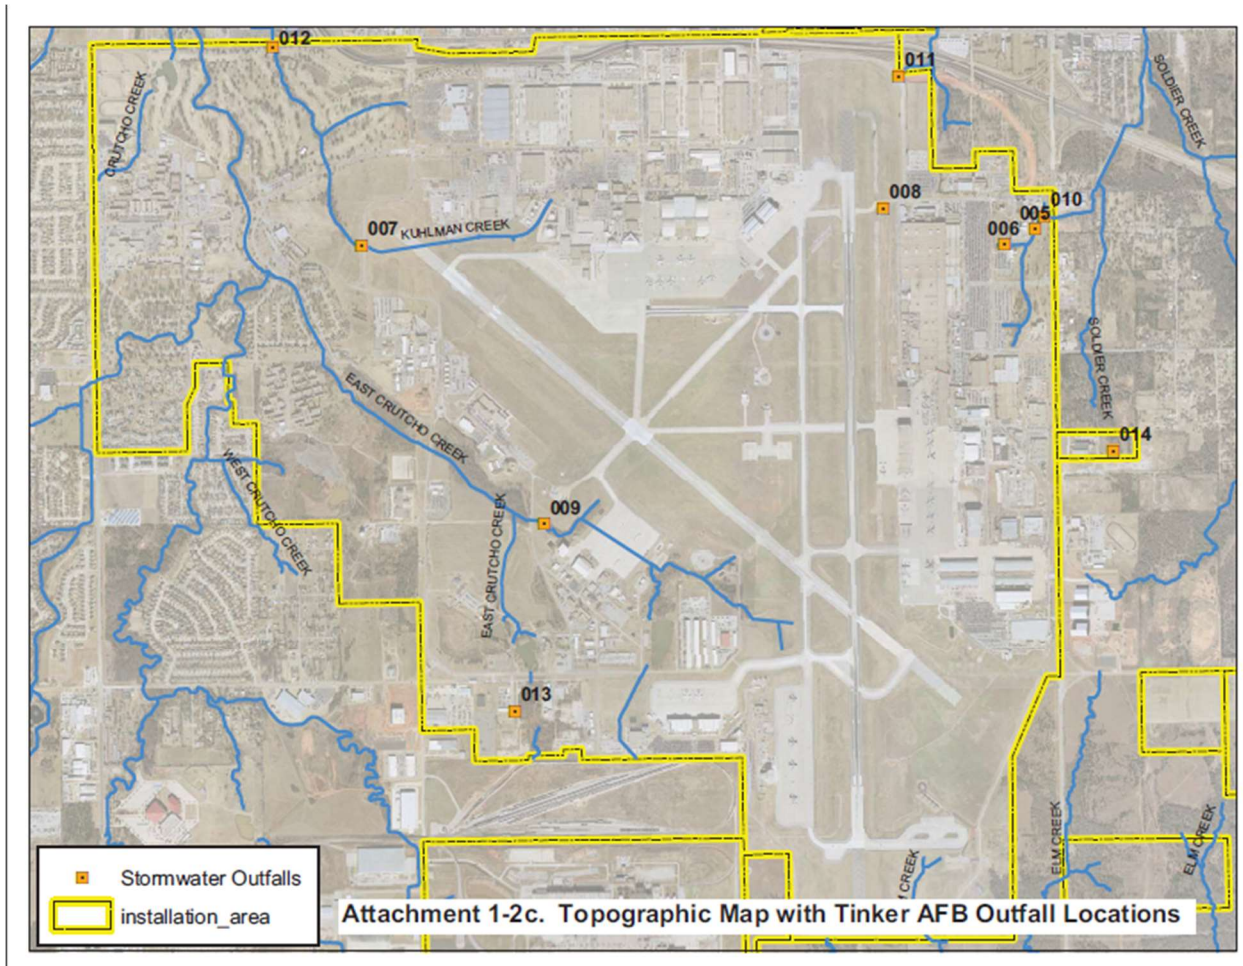 012
011
SOLDIER CREEK
CRUTCHO CREEK
008
010
005
006
007
KUHLMAN CREEK
SOLDIER CREEK
EAST CRUTCHO CREEK
014
WEST CRUTCHO CREEK
009
EAST CRUTCHO CREEK
013
ELM CREEK
ELM CREEK
CREEK
Stormwater Outfalls
installation_area
Attachment 1-2c. Topographic Map with Tinker AFB Outfall Locations